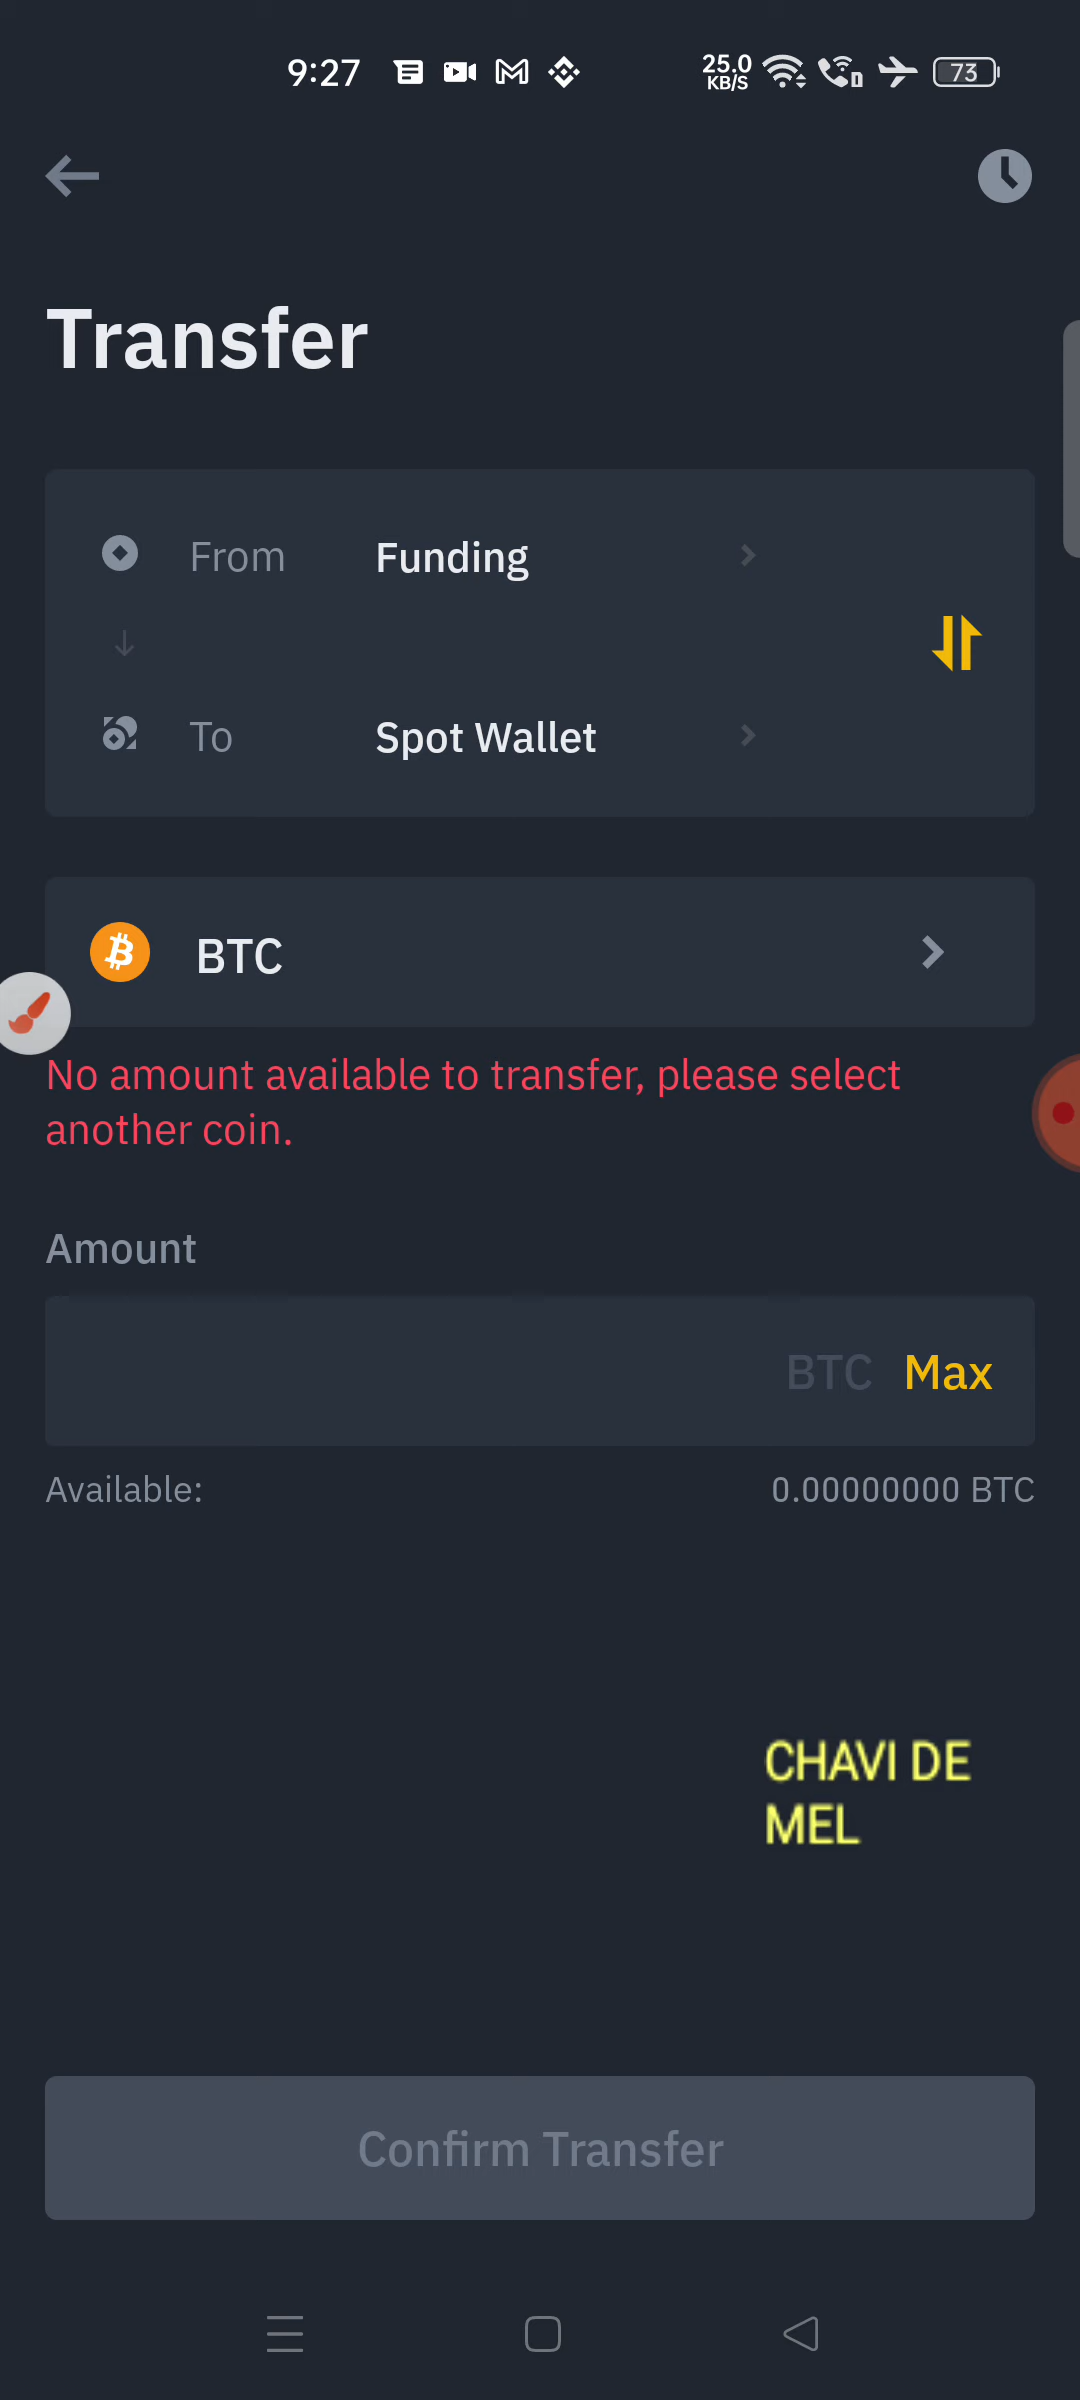 9:27
25.0
KB/S
73
Transfer
From Funding
To Spot Wallet
BTC
No amount available to transfer, please select
another coin.
Amount
BTC Max
Available: 0.00000000 BTC
CHAVI DE
MEL
Confirm Transfer